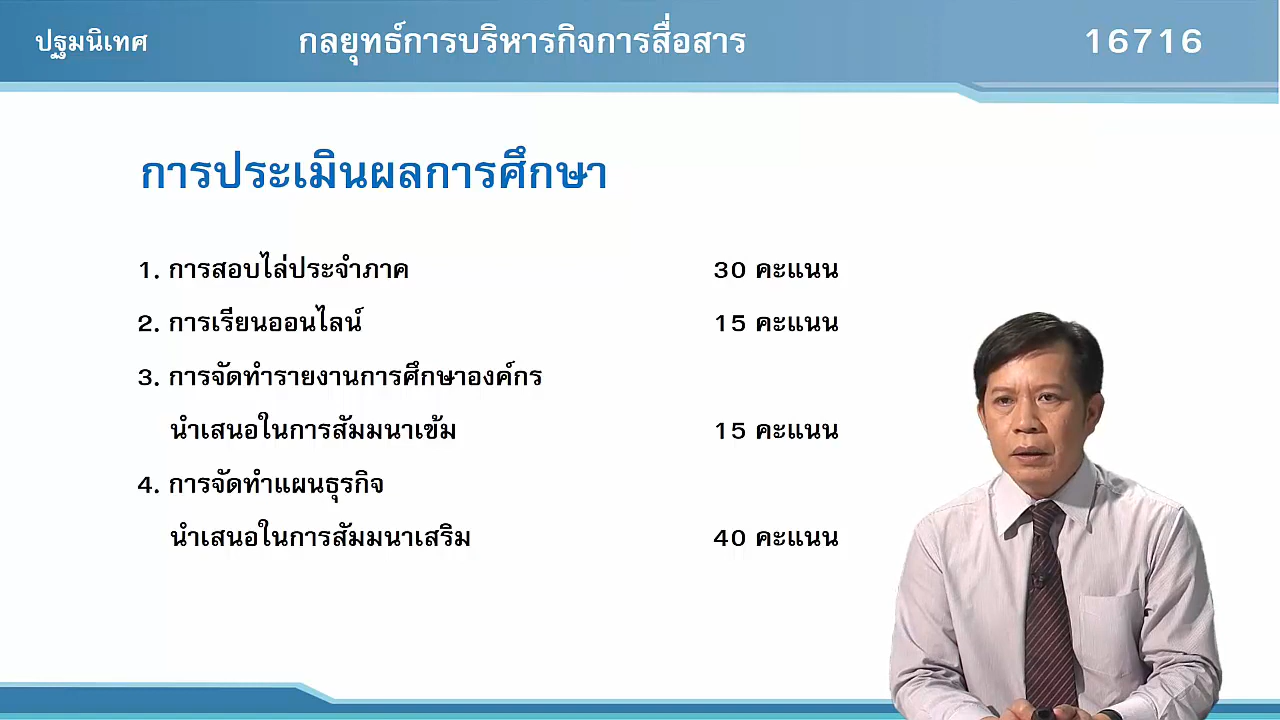 ปฐมนิเทศ กลยุทธ์การบริหารกิจการสื่อสาร 16716
การประเมินผลการศึกษา
1. การสอบไล่ประจำภาค 30 คะแนน
2. การเรียนออนไลน์ 15 คะแนน
3. การจัดทำรายงานการศึกษาองค์กร
นำเสนอในการสัมมนาเข้ม 15 คะแนน
4. การจัดทำแผนธุรกิจ
นำเสนอในการสัมมนาเสริม 40 คะแนน